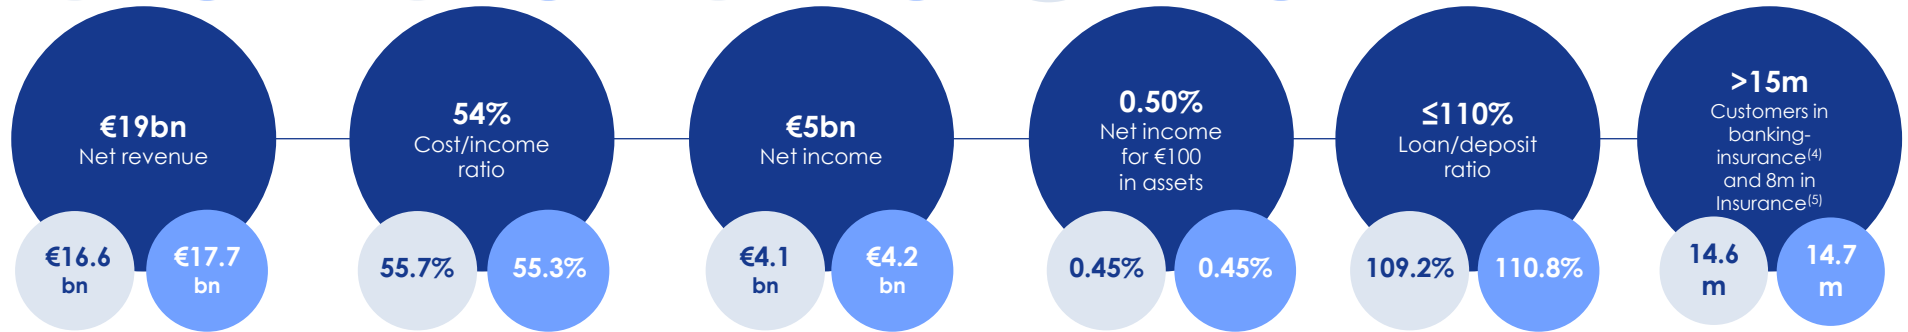 €19bn
Net revenue
€16.6
bn
€17.7
bn
54%
Cost/income
ratio
55.7%
55.3%
€5bn
Net income
€4.1
bn
€4.2
bn
0.50%
Net income
for €100
in assets
0.45%
0.45%
≤110%
Loan/deposit
ratio
109.2%
110.8%
>15m
Customers in
banking-
insurance(4)
and 8m in
Insurance(5)
14.6
m
14.7
m